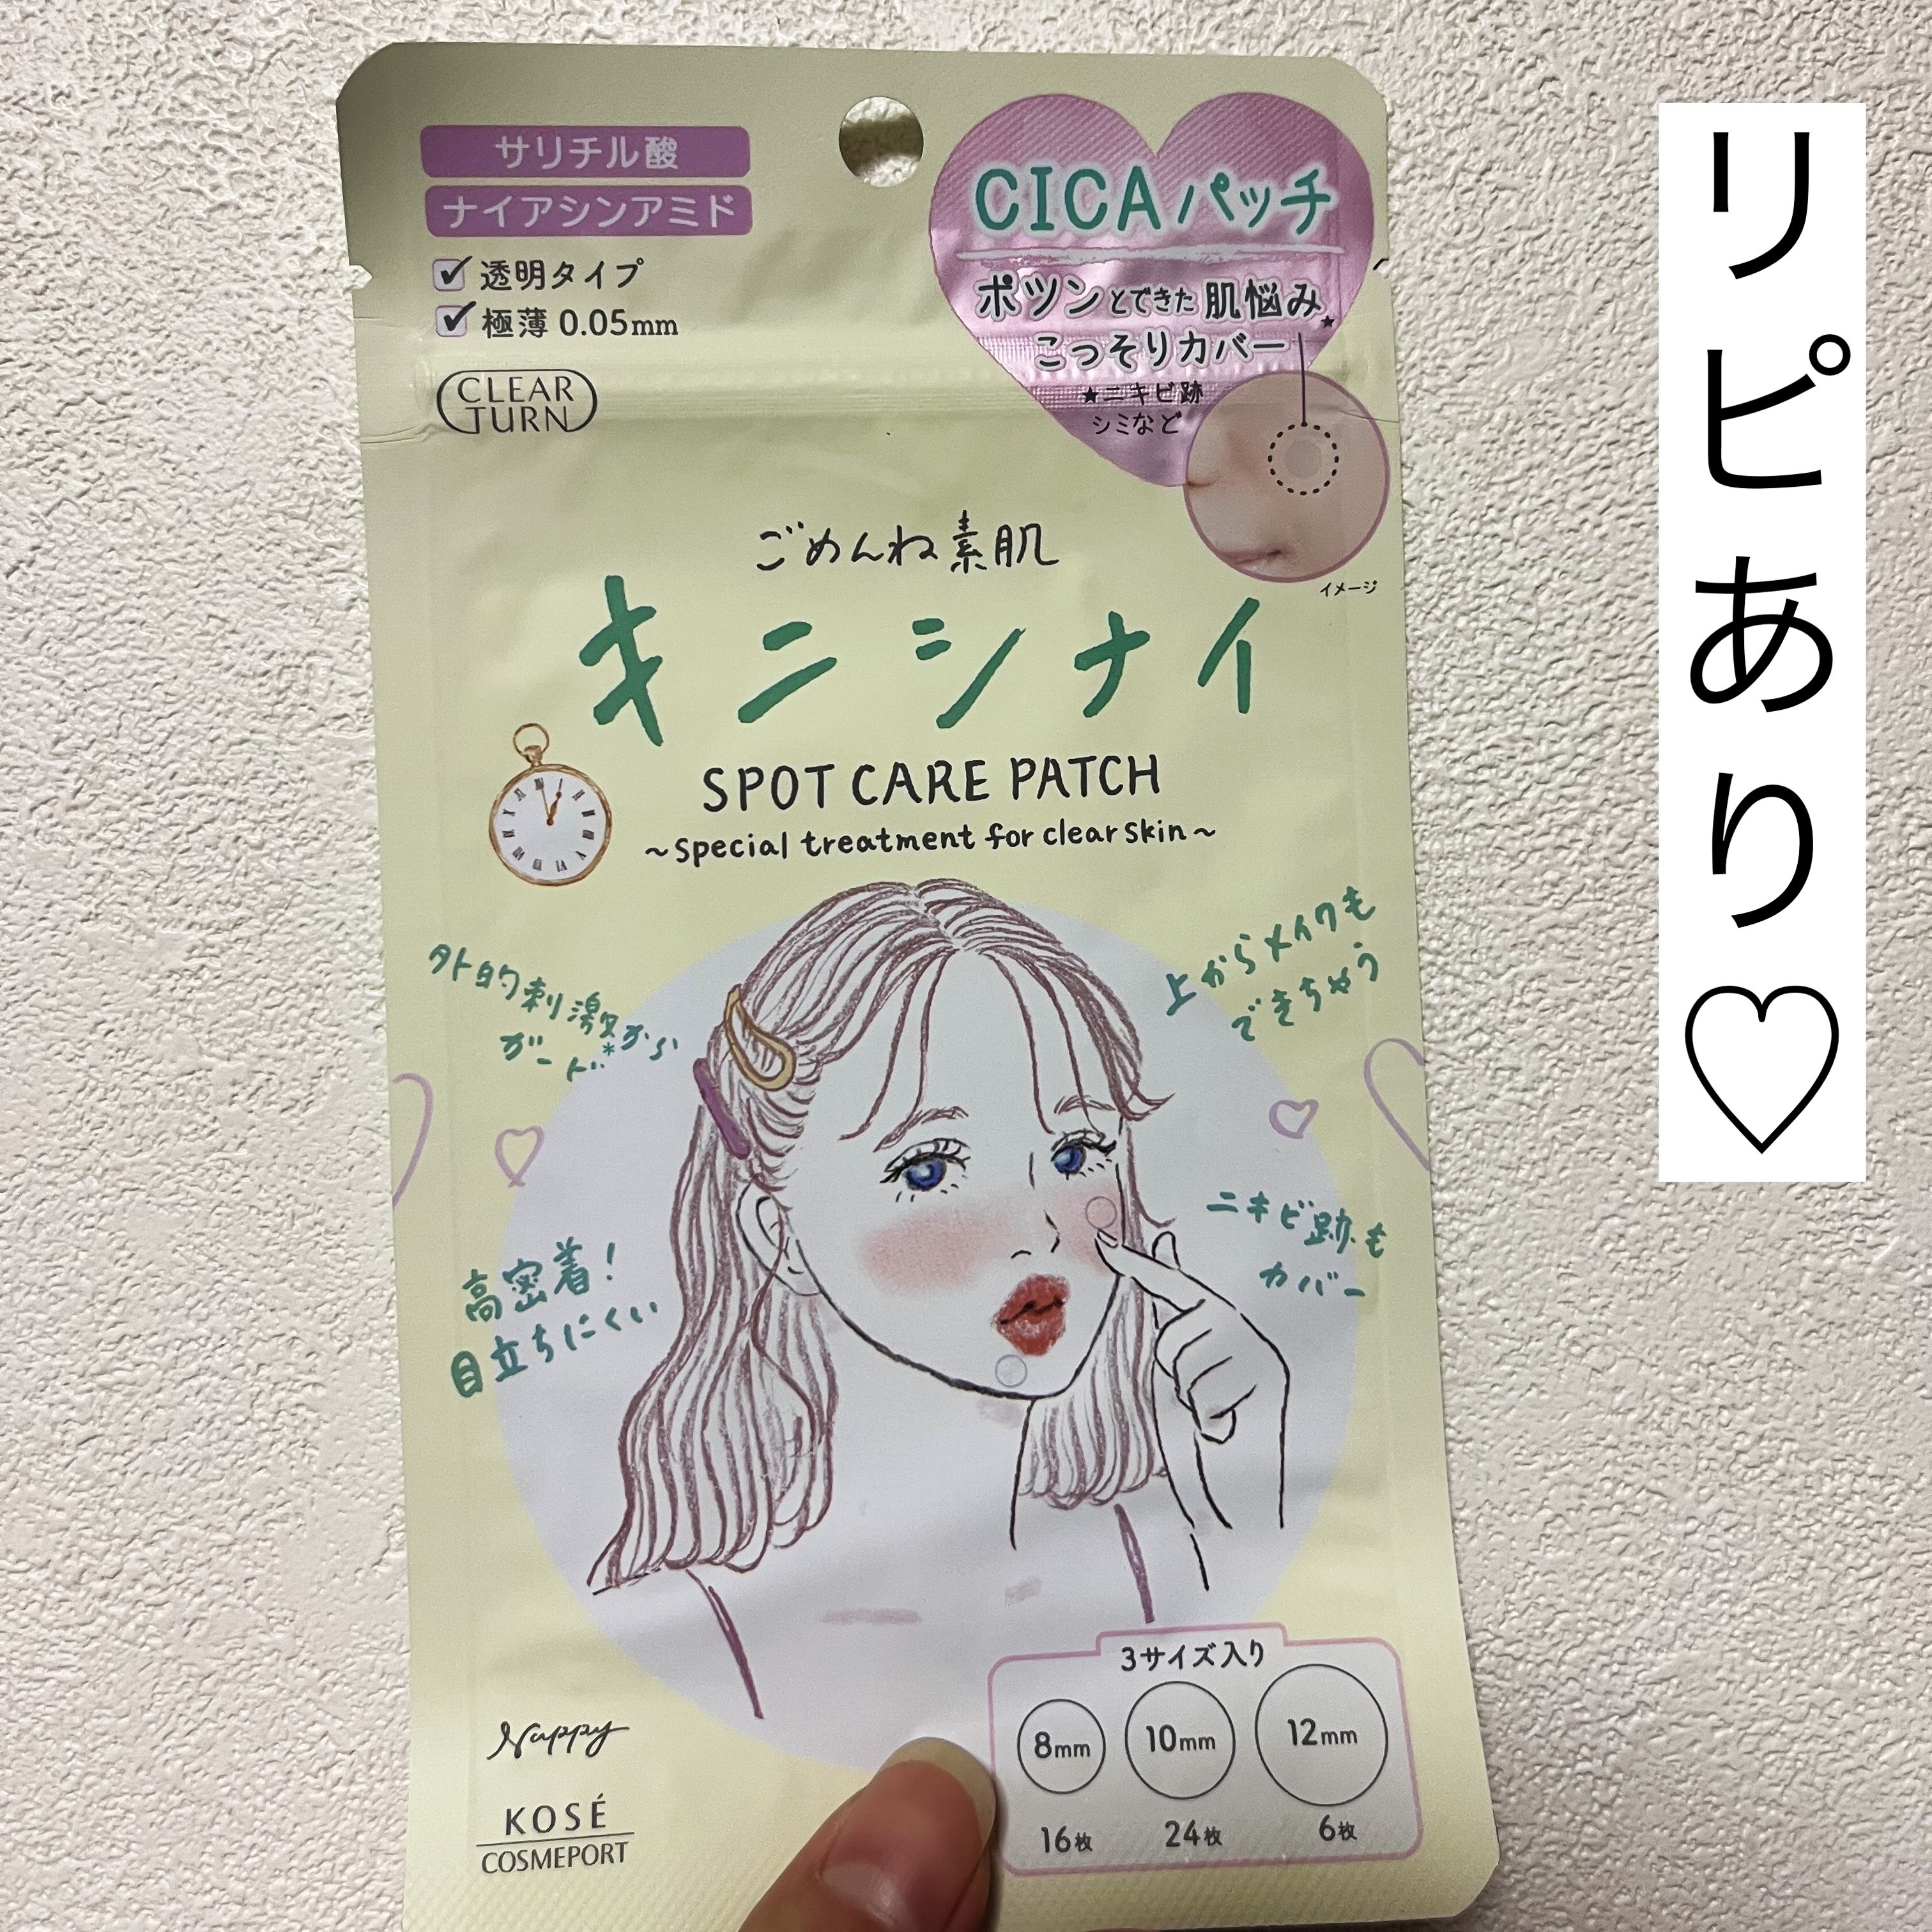 サリチル酸
ナイアシンアミド
透明タイプ
極薄 0.05mm
CLEAR
TURN
CICAパッチ
ポツンとできた肌悩み★
こっそりカバー
★ニキビ跡
シミなど
イメージ
ごめんね素肌
キニシナイ
SPOT CARE PATCH
~special treatment for clear skin~
外的刺激から
ガード*
上からメイクも
できちゃう
高密着!
目立ちにくい
ニキビ跡も
カバー
3サイズ入り
8mm 10mm 12mm
16枚 24枚 6枚
Nuppy
KOSÉ
COSMEPORT
リピあり♡